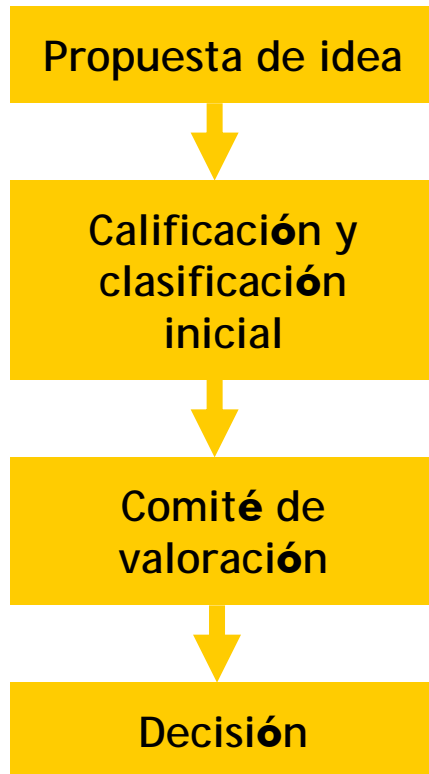 Propuesta de idea
Calificación y
clasificación
inicial
Comité de
valoración
Decisión